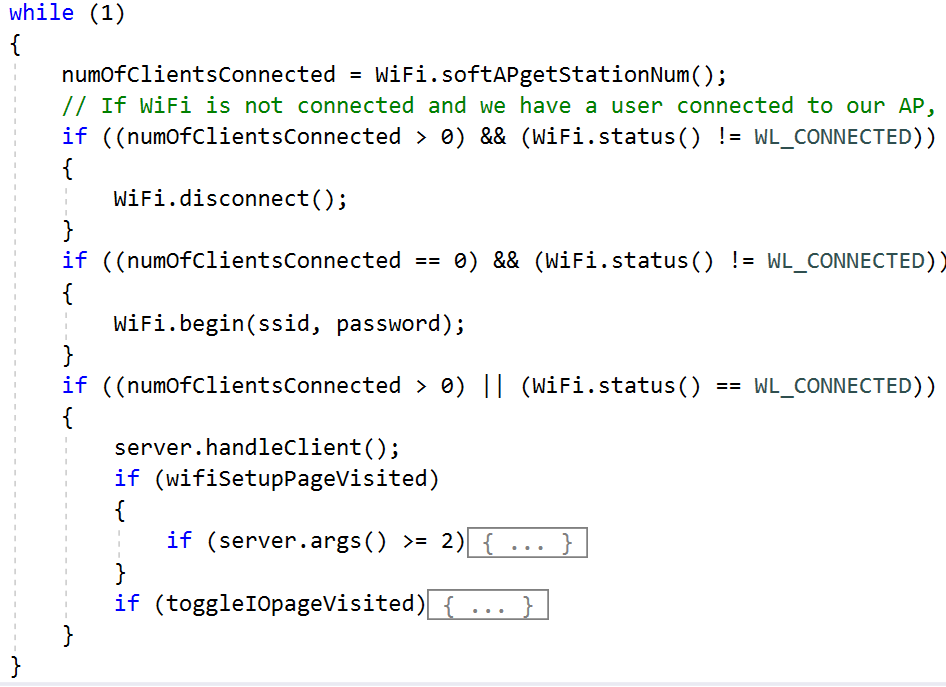 while (1)
{
numOfClientsConnected = WiFi.softAPgetStationNum();
// If WiFi is not connected and we have a user connected to our AP,
if ((numOfClientsConnected > 0) && (WiFi.status() != WL_CONNECTED))
{
WiFi.disconnect();
}
if ((numOfClientsConnected == 0) && (WiFi.status() != WL_CONNECTED))
{
WiFi.begin(ssid, password);
}
if ((numOfClientsConnected > 0) || (WiFi.status() == WL_CONNECTED))
{
server.handleClient();
if (wifiSetupPageVisited)
{
if (server.args() >= 2){ ... }
}
if (toggleIOpageVisited){ ... }
}
}